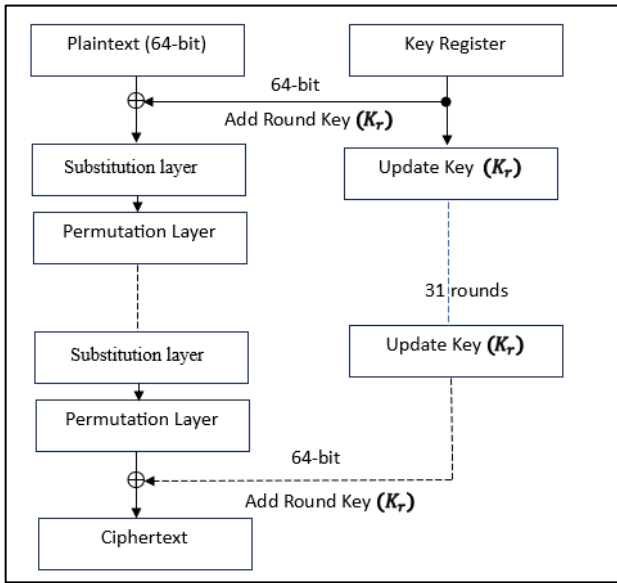 Plaintext (64-bit)
Key Register
64-bit
Add Round Key (K_r)
Substitution layer
Update Key (K_r)
Permutation Layer
31 rounds
Substitution layer
Update Key (K_r)
Permutation Layer
64-bit
Add Round Key (K_r)
Ciphertext